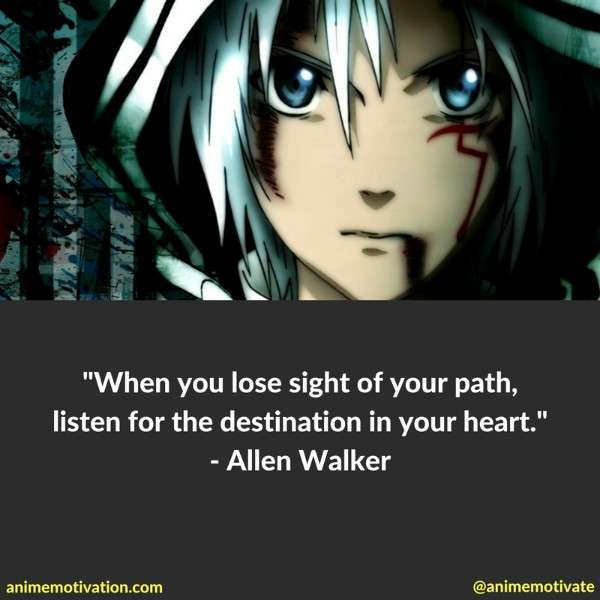 "When you lose sight of your path,
listen for the destination in your heart."
- Allen Walker
animemotivation.com
@animemotivate